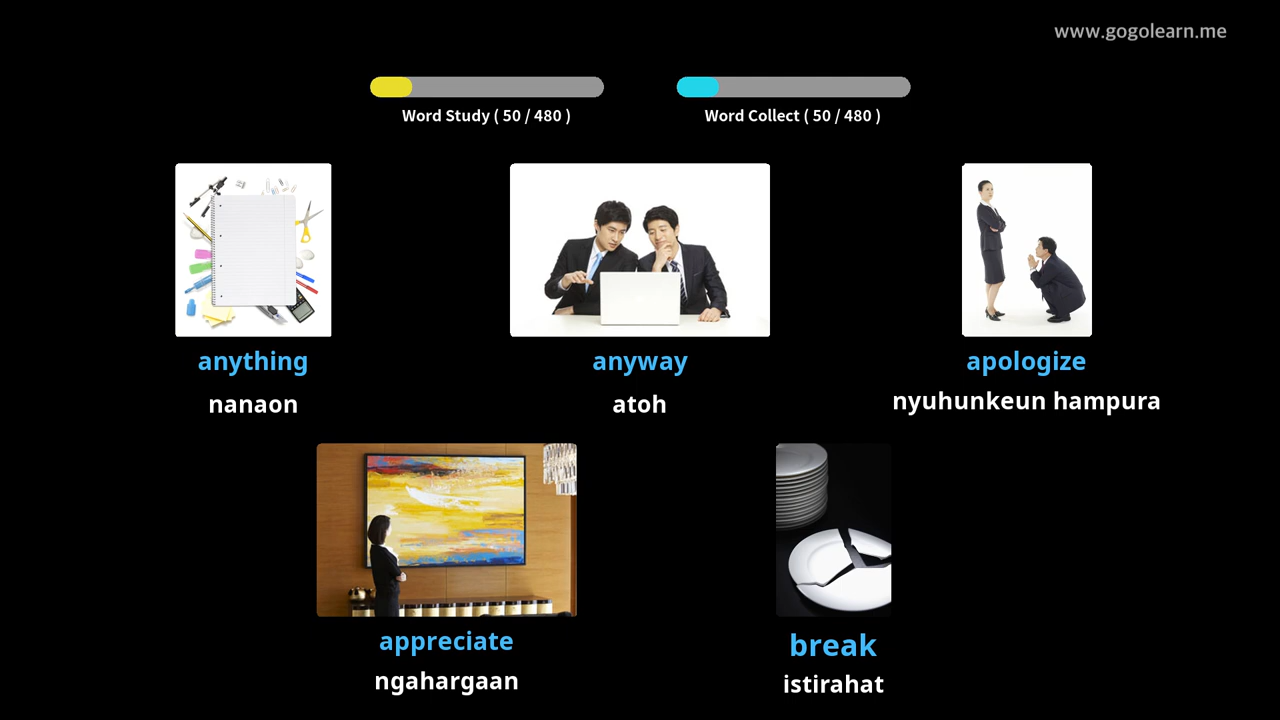 www.gogolearn.me
Word Study ( 50 / 480 )
Word Collect ( 50 / 480 )
anything
nanaon
anyway
atoh
apologize
nyuhunkeun hampura
appreciate
ngahargaan
break
istirahat